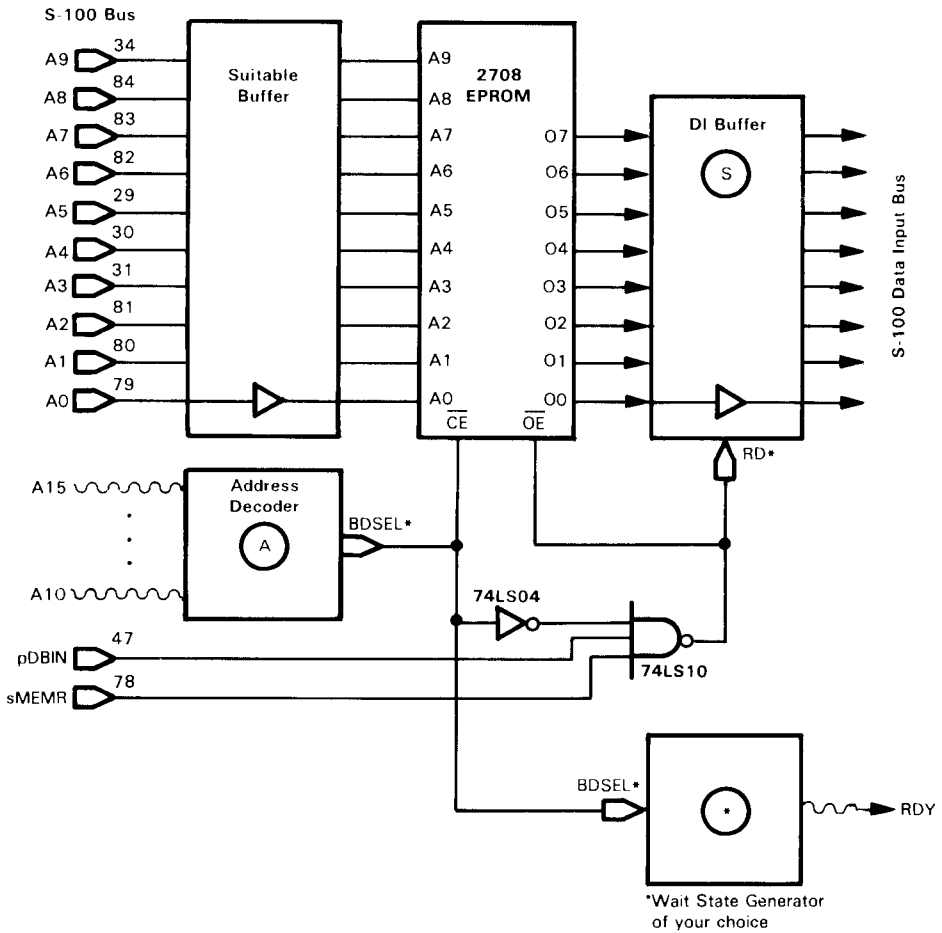 S-100 Bus
A9 34
A8 84
A7 83
A6 82
A5 29
A4 30
A3 31
A2 81
A1 80
A0 79
Suitable
Buffer
2708
EPROM
A9
A8
A7
A6
A5
A4
A3
A2
A1
A0
O7
O6
O5
O4
O3
O2
O1
O0
CE
OE
DI Buffer
S
S-100 Data Input Bus
RD*
A15
A10
Address
Decoder
A
BDSEL*
74LS04
74LS10
pDBIN 47
sMEMR 78
BDSEL*
*
RDY
*Wait State Generator
of your choice